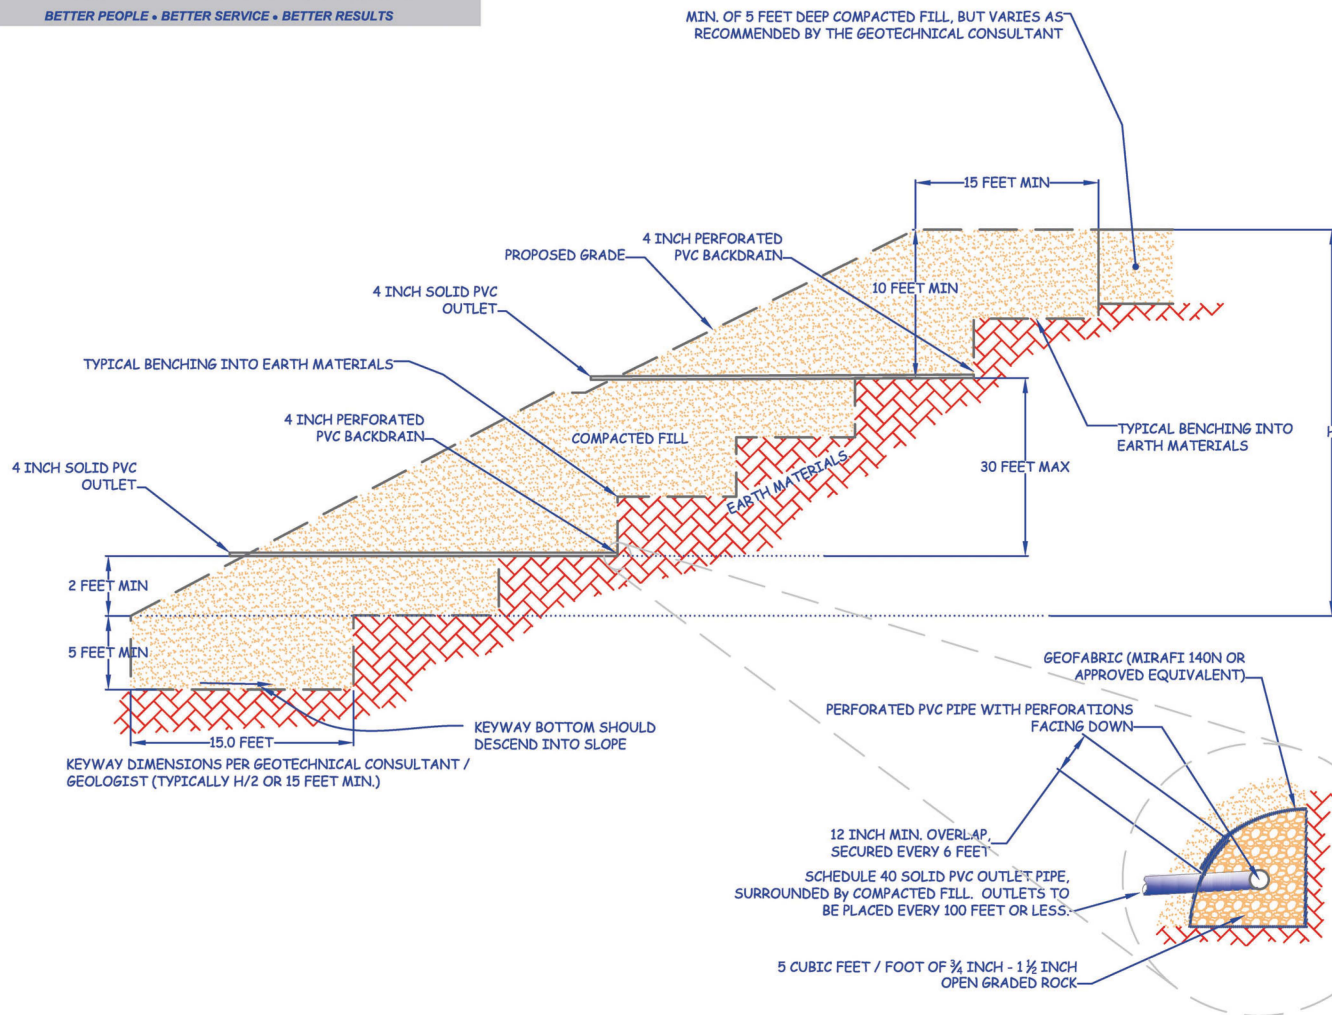 BETTER PEOPLE • BETTER SERVICE • BETTER RESULTS
MIN. OF 5 FEET DEEP COMPACTED FILL, BUT VARIES AS
RECOMMENDED BY THE GEOTECHNICAL CONSULTANT
15 FEET MIN
4 INCH PERFORATED
PVC BACKDRAIN
PROPOSED GRADE
10 FEET MIN
4 INCH SOLID PVC
OUTLET
TYPICAL BENCHING INTO EARTH MATERIALS
4 INCH PERFORATED
PVC BACKDRAIN
COMPACTED FILL
TYPICAL BENCHING INTO
EARTH MATERIALS
4 INCH SOLID PVC
OUTLET
EARTH MATERIALS
30 FEET MAX
2 FEET MIN
5 FEET MIN
KEYWAY BOTTOM SHOULD
DESCEND INTO SLOPE
15.0 FEET
KEYWAY DIMENSIONS PER GEOTECHNICAL CONSULTANT /
GEOLOGIST (TYPICALLY H/2 OR 15 FEET MIN.)
GEOFABRIC (MIRAFI 140N OR
APPROVED EQUIVALENT)
PERFORATED PVC PIPE WITH PERFORATIONS
FACING DOWN
12 INCH MIN. OVERLAP,
SECURED EVERY 6 FEET
SCHEDULE 40 SOLID PVC OUTLET PIPE,
SURROUNDED By COMPACTED FILL. OUTLETS TO
BE PLACED EVERY 100 FEET OR LESS.
5 CUBIC FEET / FOOT OF ¾ INCH - 1 ½ INCH
OPEN GRADED ROCK